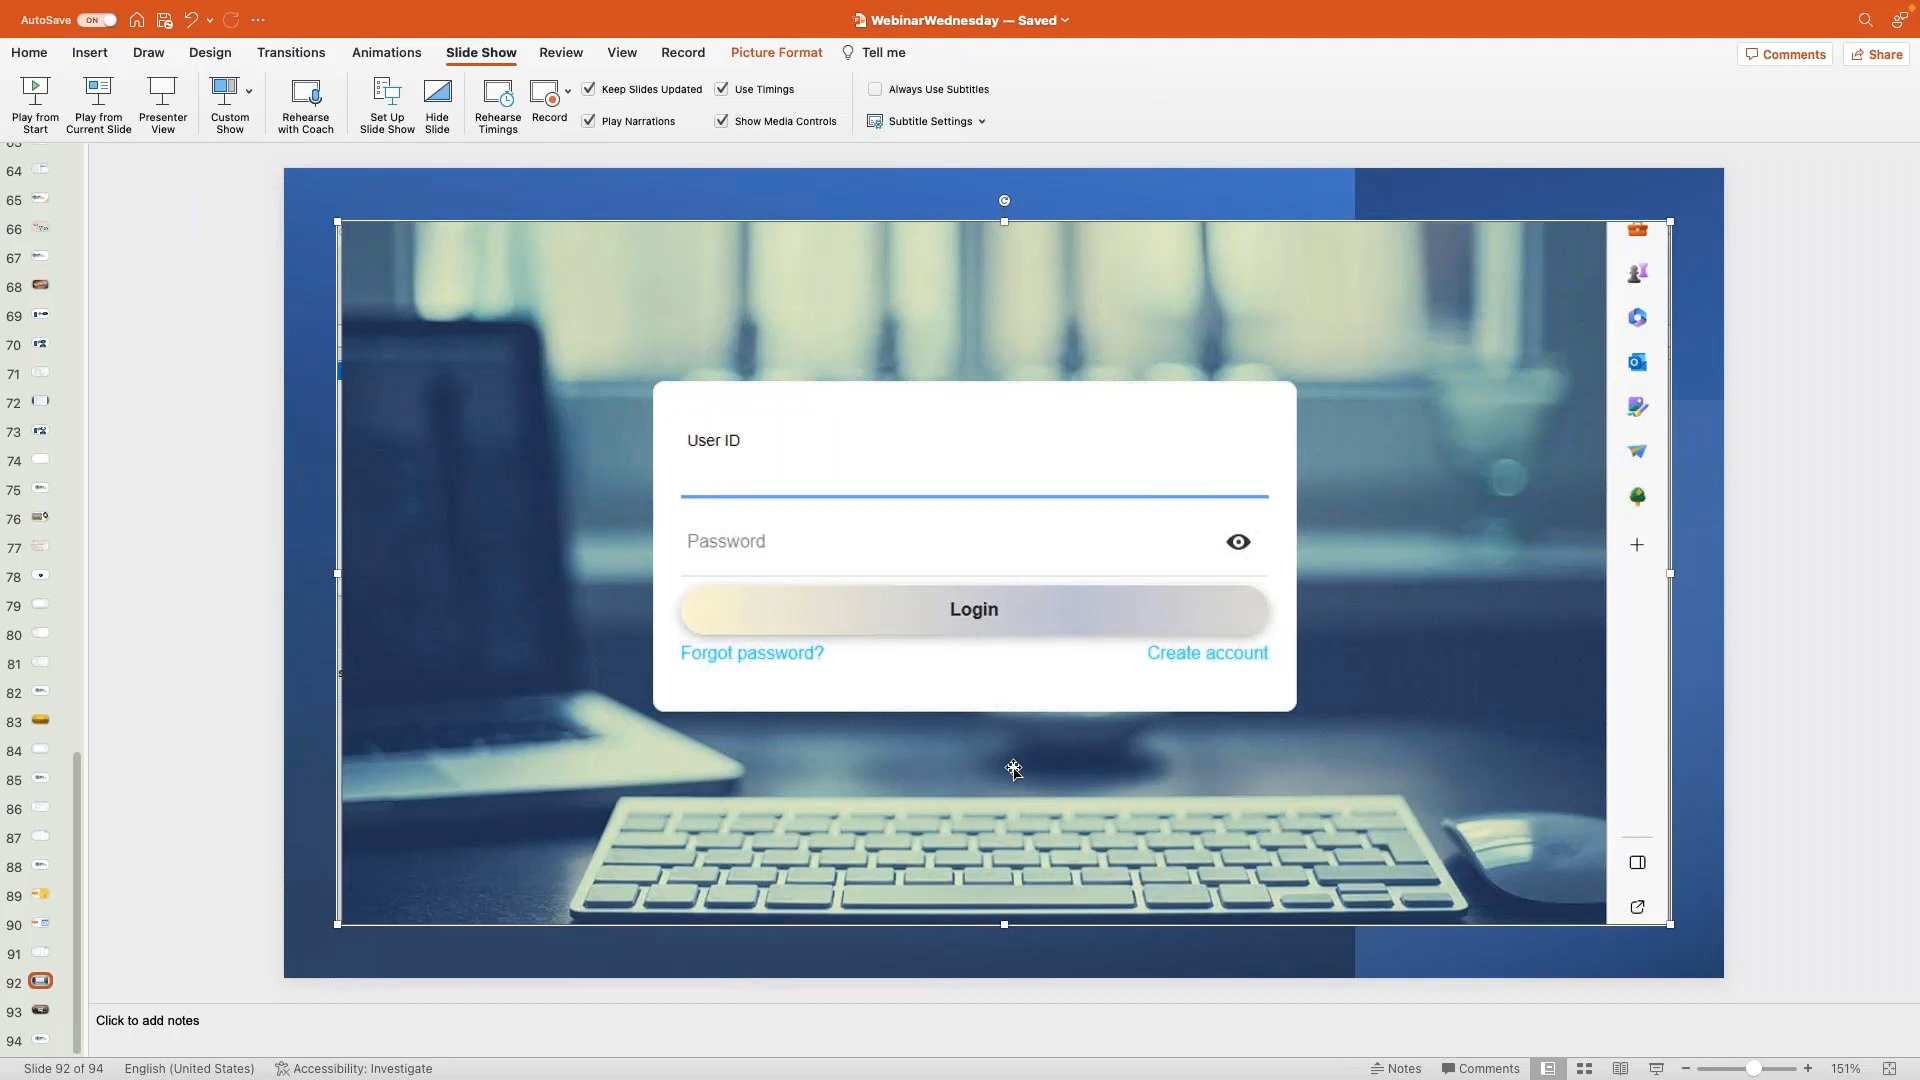 AutoSave ON WebinarWednesday — Saved
Home Insert Draw Design Transitions Animations Slide Show Review View Record Picture Format Tell me Comments Share
Play from Start
Play from Current Slide
Presenter View
Custom Show
Rehearse with Coach
Set Up Slide Show
Hide Slide
Rehearse Timings
Record
Keep Slides Updated
Use Timings
Play Narrations
Show Media Controls
Always Use Subtitles
Subtitle Settings
63
64
65
66
67
68
69
70
71
72
73
74
75
76
77
78
79
80
81
82
83
84
85
86
87
88
89
90
91
92
93
94
User ID
Password
Login
Forgot password? Create account
Click to add notes
Slide 92 of 94 English (United States) Accessibility: Investigate Notes Comments 151%